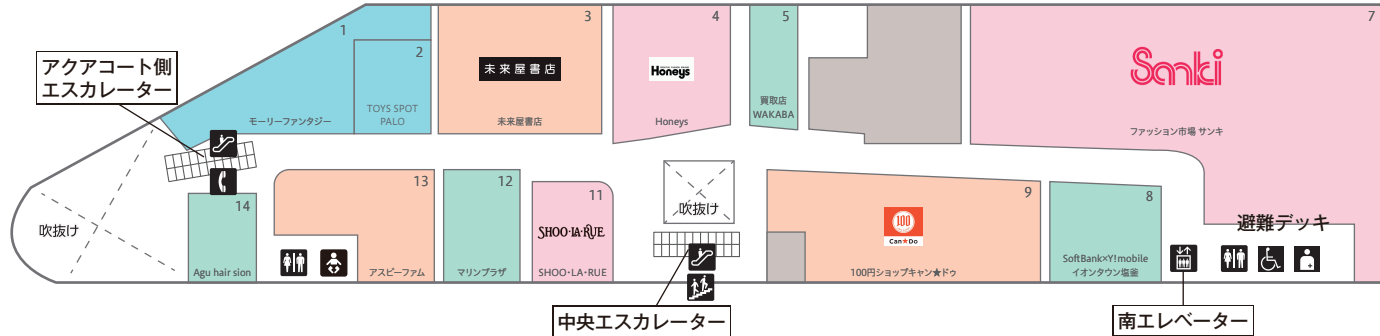 1
2
3
4
5
7
アクアコート側
エスカレーター
未来屋書店
Honeys
Sanki
TOYS SPOT
PALO
モーリーファンタジー
未来屋書店
Honeys
買取店
WAKABA
ファッション市場 サンキ
14
13
12
11
9
8
吹抜け
吹抜け
SHOO·LA·RUE
100
Can★Do
避難デッキ
Agu hair sion
アスビーファム
マリンプラザ
SHOO・LA・RUE
100円ショップキャン★ドゥ
SoftBank×Y!mobile
イオンタウン塩釜
中央エスカレーター
南エレベーター